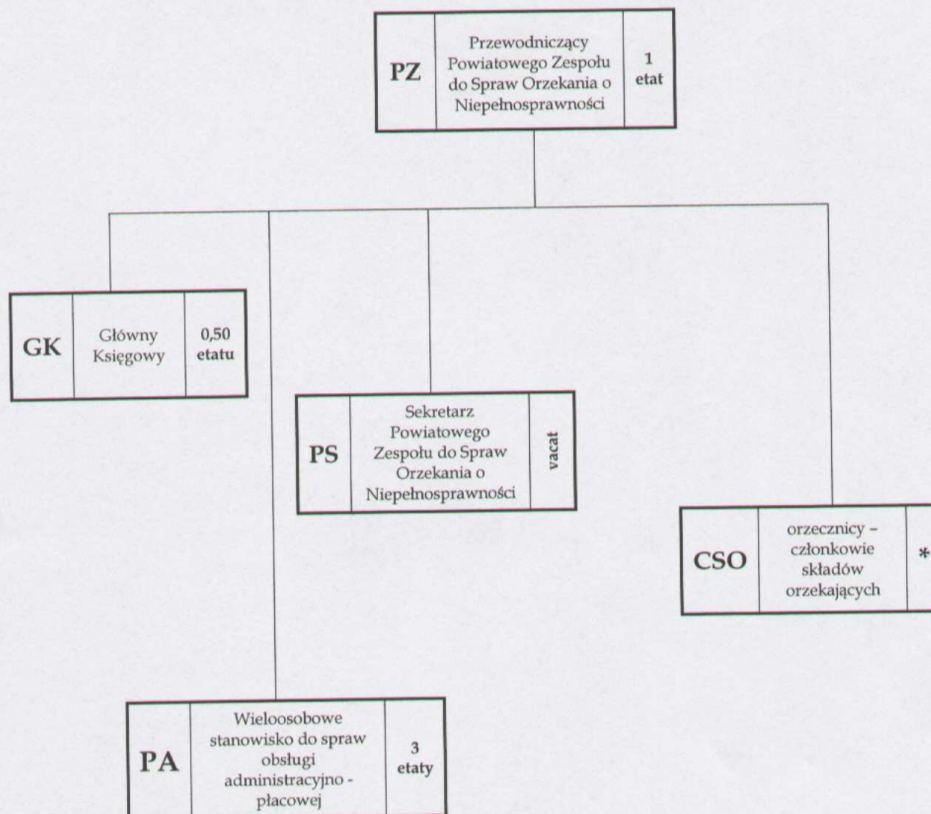 PZ
Przewodniczący
Powiatowego Zespołu
do Spraw Orzekania o
Niepełnosprawności
1
etat
GK
Główny
Księgowy
0,50
etatu
PS
Sekretarz
Powiatowego
Zespołu do Spraw
Orzekania o
Niepełnosprawności
vacat
CSO
orzecznicy –
członkowie
składów
orzekających
*
PA
Wieloosobowe
stanowisko do spraw
obsługi
administracyjno -
płacowej
3
etaty